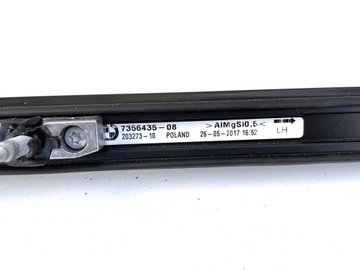 7356435-08 >AlMgSi0.5<
203273-10 POLAND 26-05-2017 16:52 LH